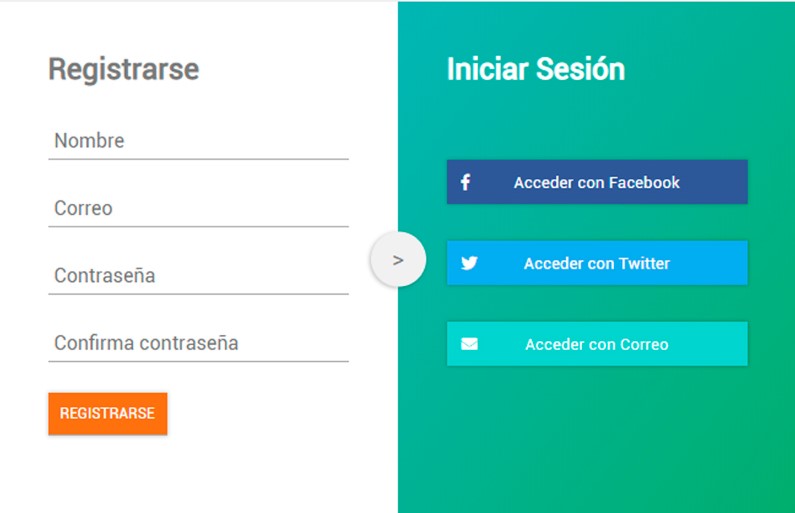 Registrarse
Nombre
Correo
Contraseña
Confirma contraseña
REGISTRARSE
>
Iniciar Sesión
Acceder con Facebook
Acceder con Twitter
Acceder con Correo